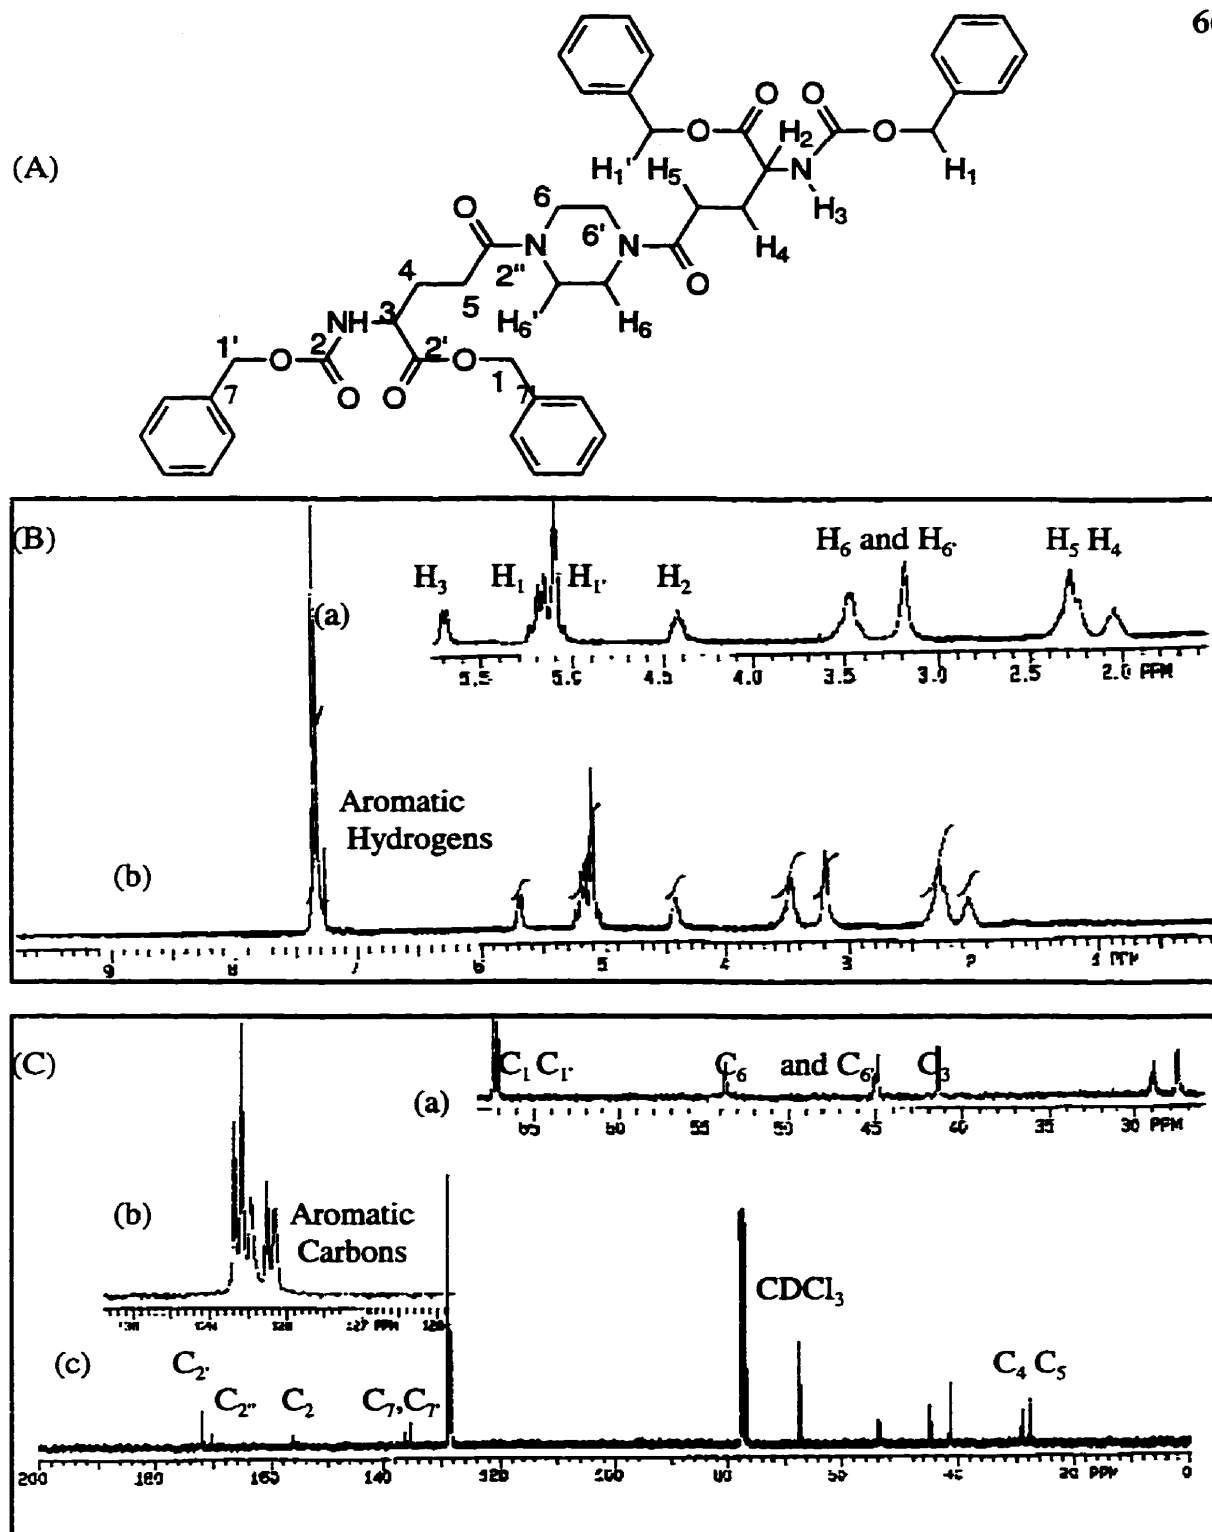 6
(A)
O O
O H₂ O
H₁' H₅ N H₁
6 H₃
O 6'
N N H₄
4 2" O
5 H₆' H₆
NH 3
1' O 2 2' O
O O 1
7 7'
(B)
H₃ H₁ H₁' H₂ H₆ and H₆' H₅ H₄
(a)
5.5 5.0 4.5 4.0 3.5 3.0 2.5 2.0 PPM
Aromatic
Hydrogens
(b)
9 8 7 6 5 4 3 2 1 PPM
(C)
C₁ C₁' C₆ and C₆' C₃
(a)
65 60 55 50 45 40 35 30 PPM
(b)
Aromatic
Carbons
CDCl₃
127 PPM
(c)
C₂' C₄ C₅
C₂'' C₂ C₇, C₇'
200 180 160 140 120 100 20 PPM 0